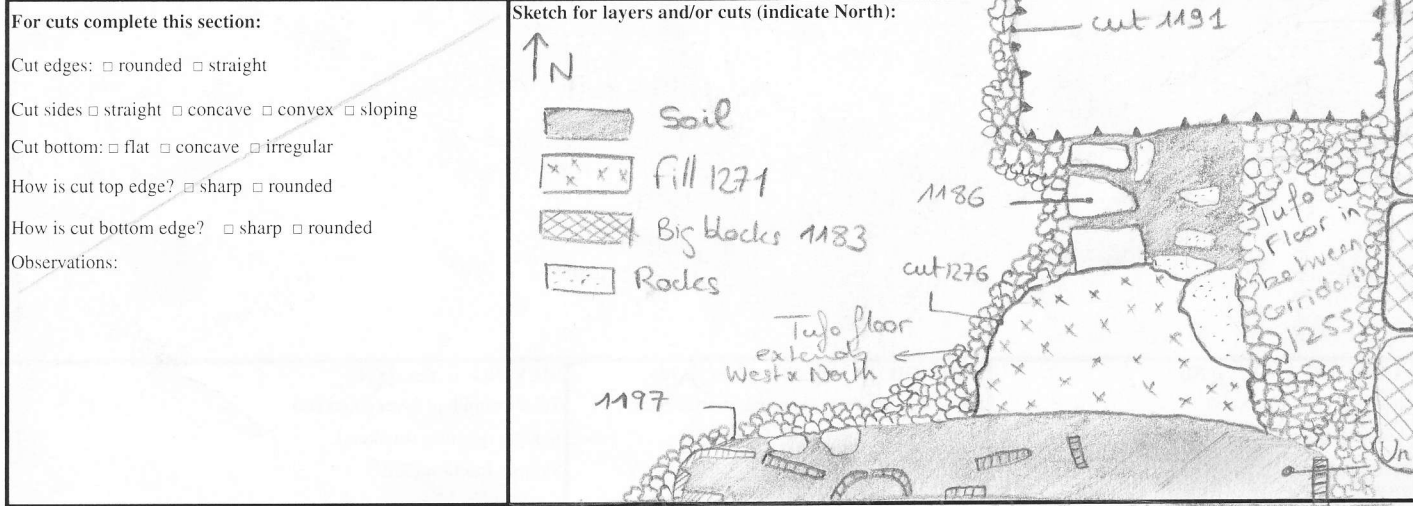 For cuts complete this section:
Cut edges: □ rounded □ straight
Cut sides □ straight □ concave □ convex □ sloping
Cut bottom: □ flat □ concave □ irregular
How is cut top edge? □ sharp □ rounded
How is cut bottom edge? □ sharp □ rounded
Observations:
Sketch for layers and/or cuts (indicate North):
N
Soil
Fill 1271
Big blocks 1183
Rocks
cut 1191
1186
cut 1276
Tufo floor
extends
West x North
1197
Tufo
Floor in
between
Corridors
1255
Un